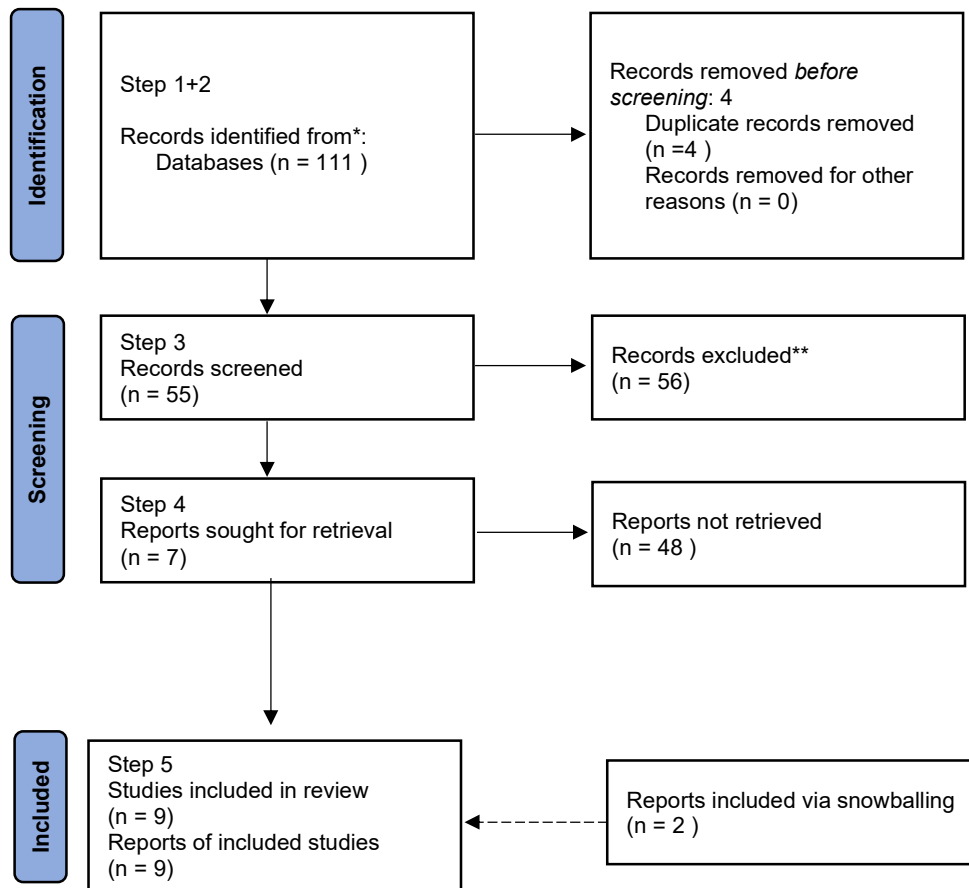 Identification
Step 1+2
Records identified from*:
Databases (n = 111 )
Records removed before
screening: 4
Duplicate records removed
(n =4 )
Records removed for other
reasons (n = 0)
Screening
Step 3
Records screened
(n = 55)
Records excluded**
(n = 56)
Step 4
Reports sought for retrieval
(n = 7)
Reports not retrieved
(n = 48 )
Included
Step 5
Studies included in review
(n = 9)
Reports of included studies
(n = 9)
Reports included via snowballing
(n = 2 )